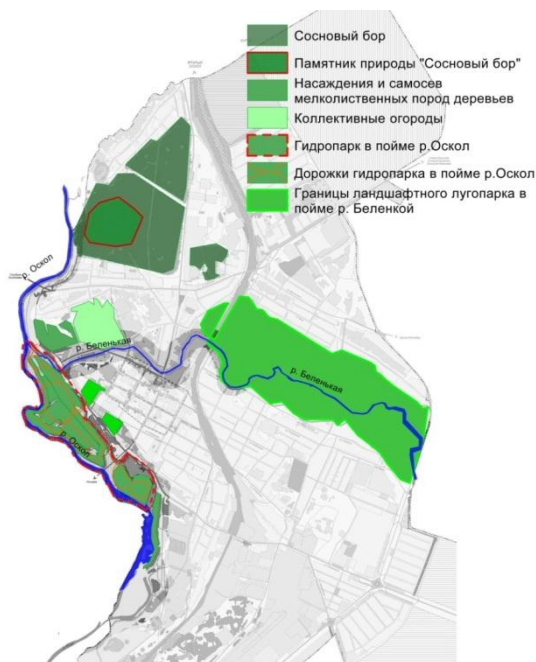 Сосновый бор
Памятник природы "Сосновый бор"
Насаждения и самосев
мелколиственных пород деревьев
Коллективные огороды
Гидропарк в пойме р.Оскол
Дорожки гидропарка в пойме р.Оскол
Границы ландшафтного лугопарка в
пойме р. Беленкой
р. Оскол
р. Беленькая
р. Беленькая
р. Оскол